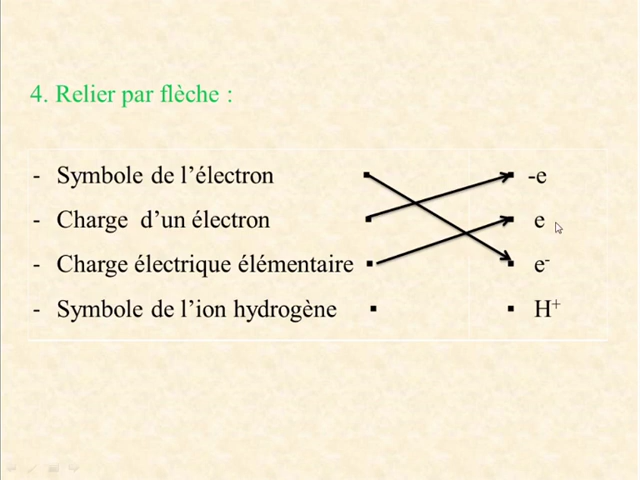 4. Relier par flèche :
- Symbole de l’électron ▪ ▪ -e
- Charge d’un électron ▪ ▪ e
- Charge électrique élémentaire ▪ ▪ e⁻
- Symbole de l’ion hydrogène ▪ ▪ H⁺